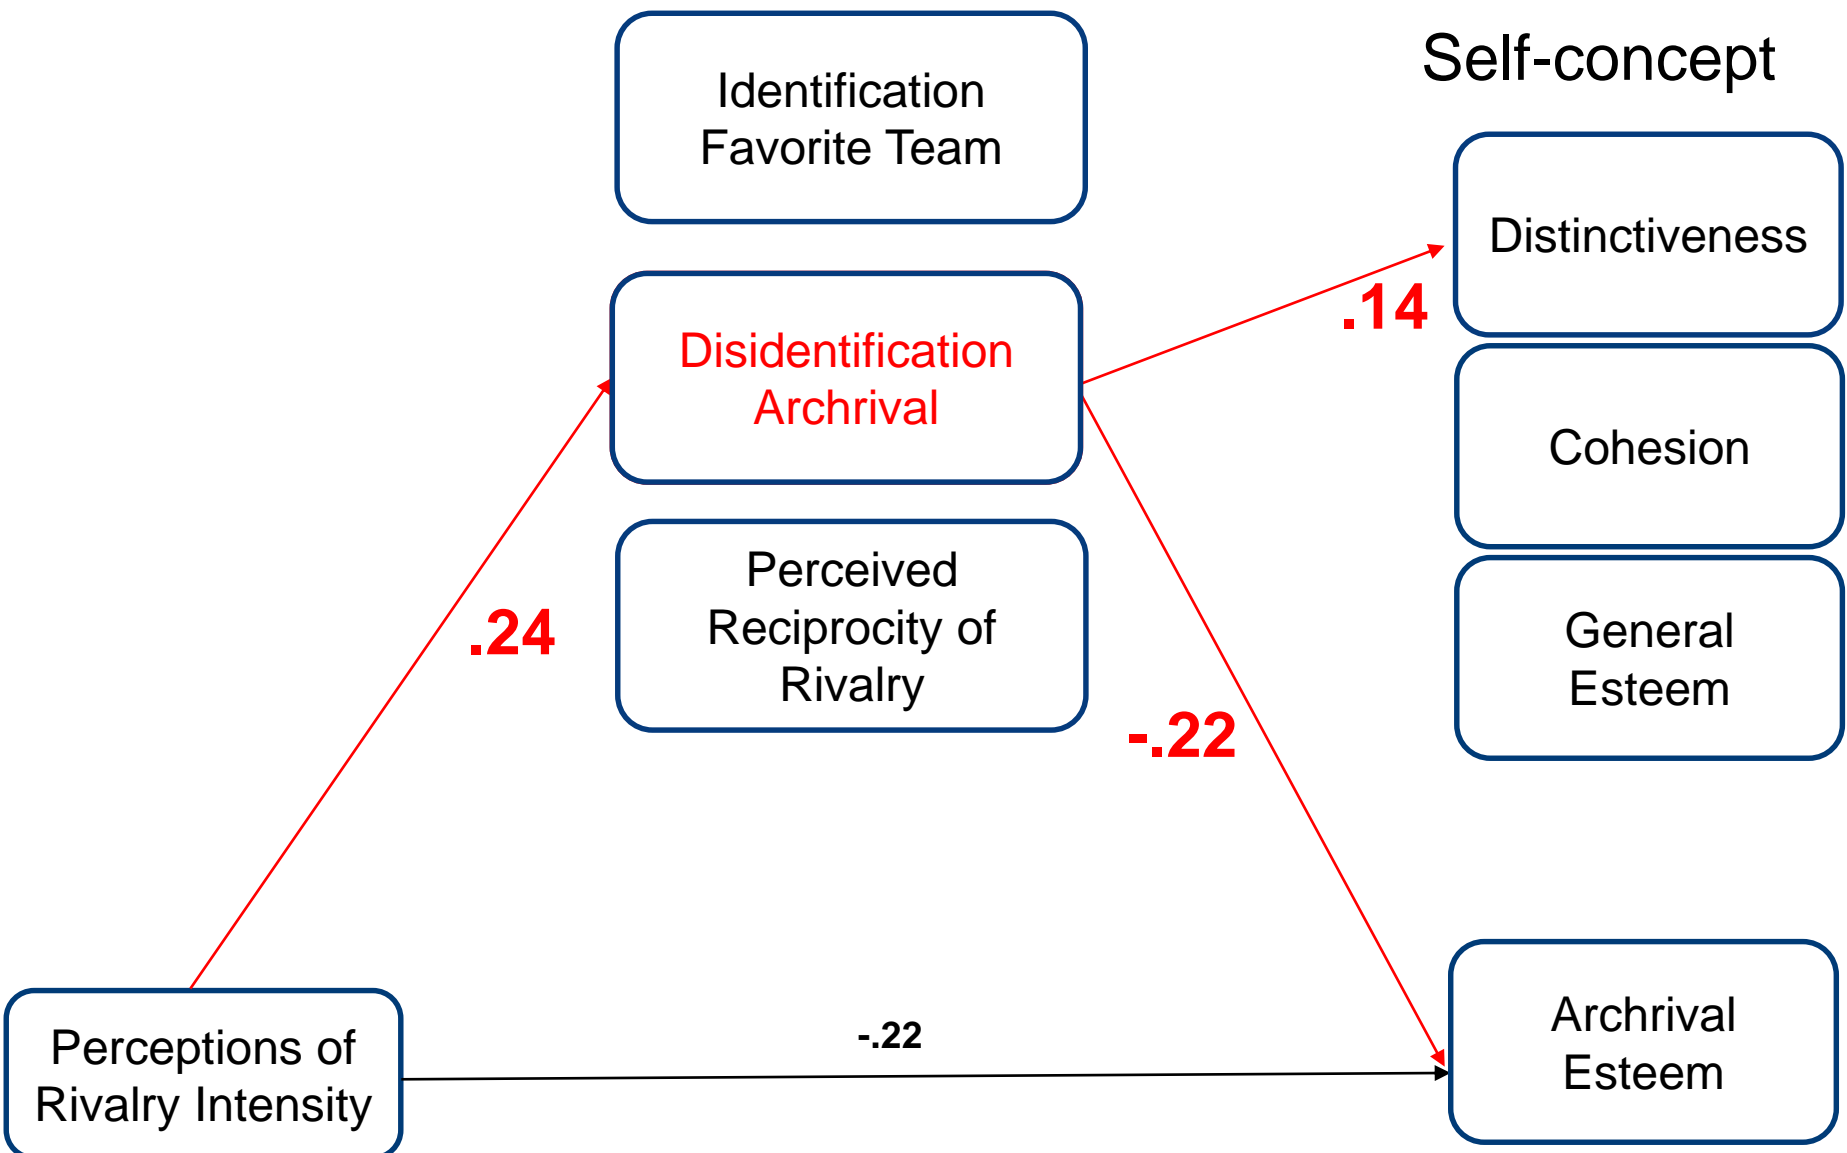 Self-concept
Identification
Favorite Team
Distinctiveness
.14
Disidentification
Archrival
Cohesion
Perceived
Reciprocity of
Rivalry
.24
General
Esteem
-.22
Archrival
Esteem
-.22
Perceptions of
Rivalry Intensity